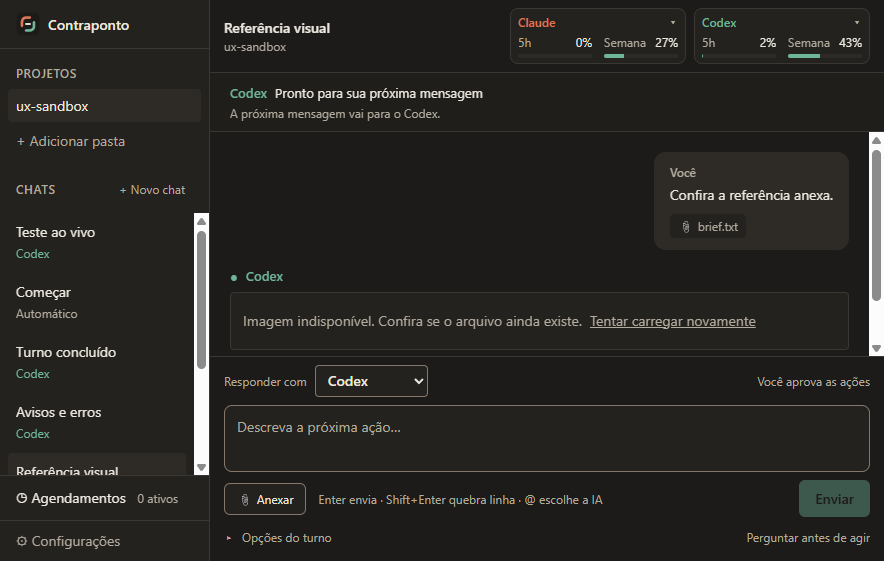 Contraponto
PROJETOS
ux-sandbox
+ Adicionar pasta
CHATS + Novo chat
Teste ao vivo
Codex
Começar
Automático
Turno concluído
Codex
Avisos e erros
Codex
Referência visual
Agendamentos 0 ativos
Configurações
Referência visual
ux-sandbox
Claude
5h 0% Semana 27%
Codex
5h 2% Semana 43%
Codex Pronto para sua próxima mensagem
A próxima mensagem vai para o Codex.
Você
Confira a referência anexa.
brief.txt
Codex
Imagem indisponível. Confira se o arquivo ainda existe. Tentar carregar novamente
Responder com Codex Você aprova as ações
Descreva a próxima ação...
Anexar Enter envia · Shift+Enter quebra linha · @ escolhe a IA Enviar
Opções do turno Perguntar antes de agir